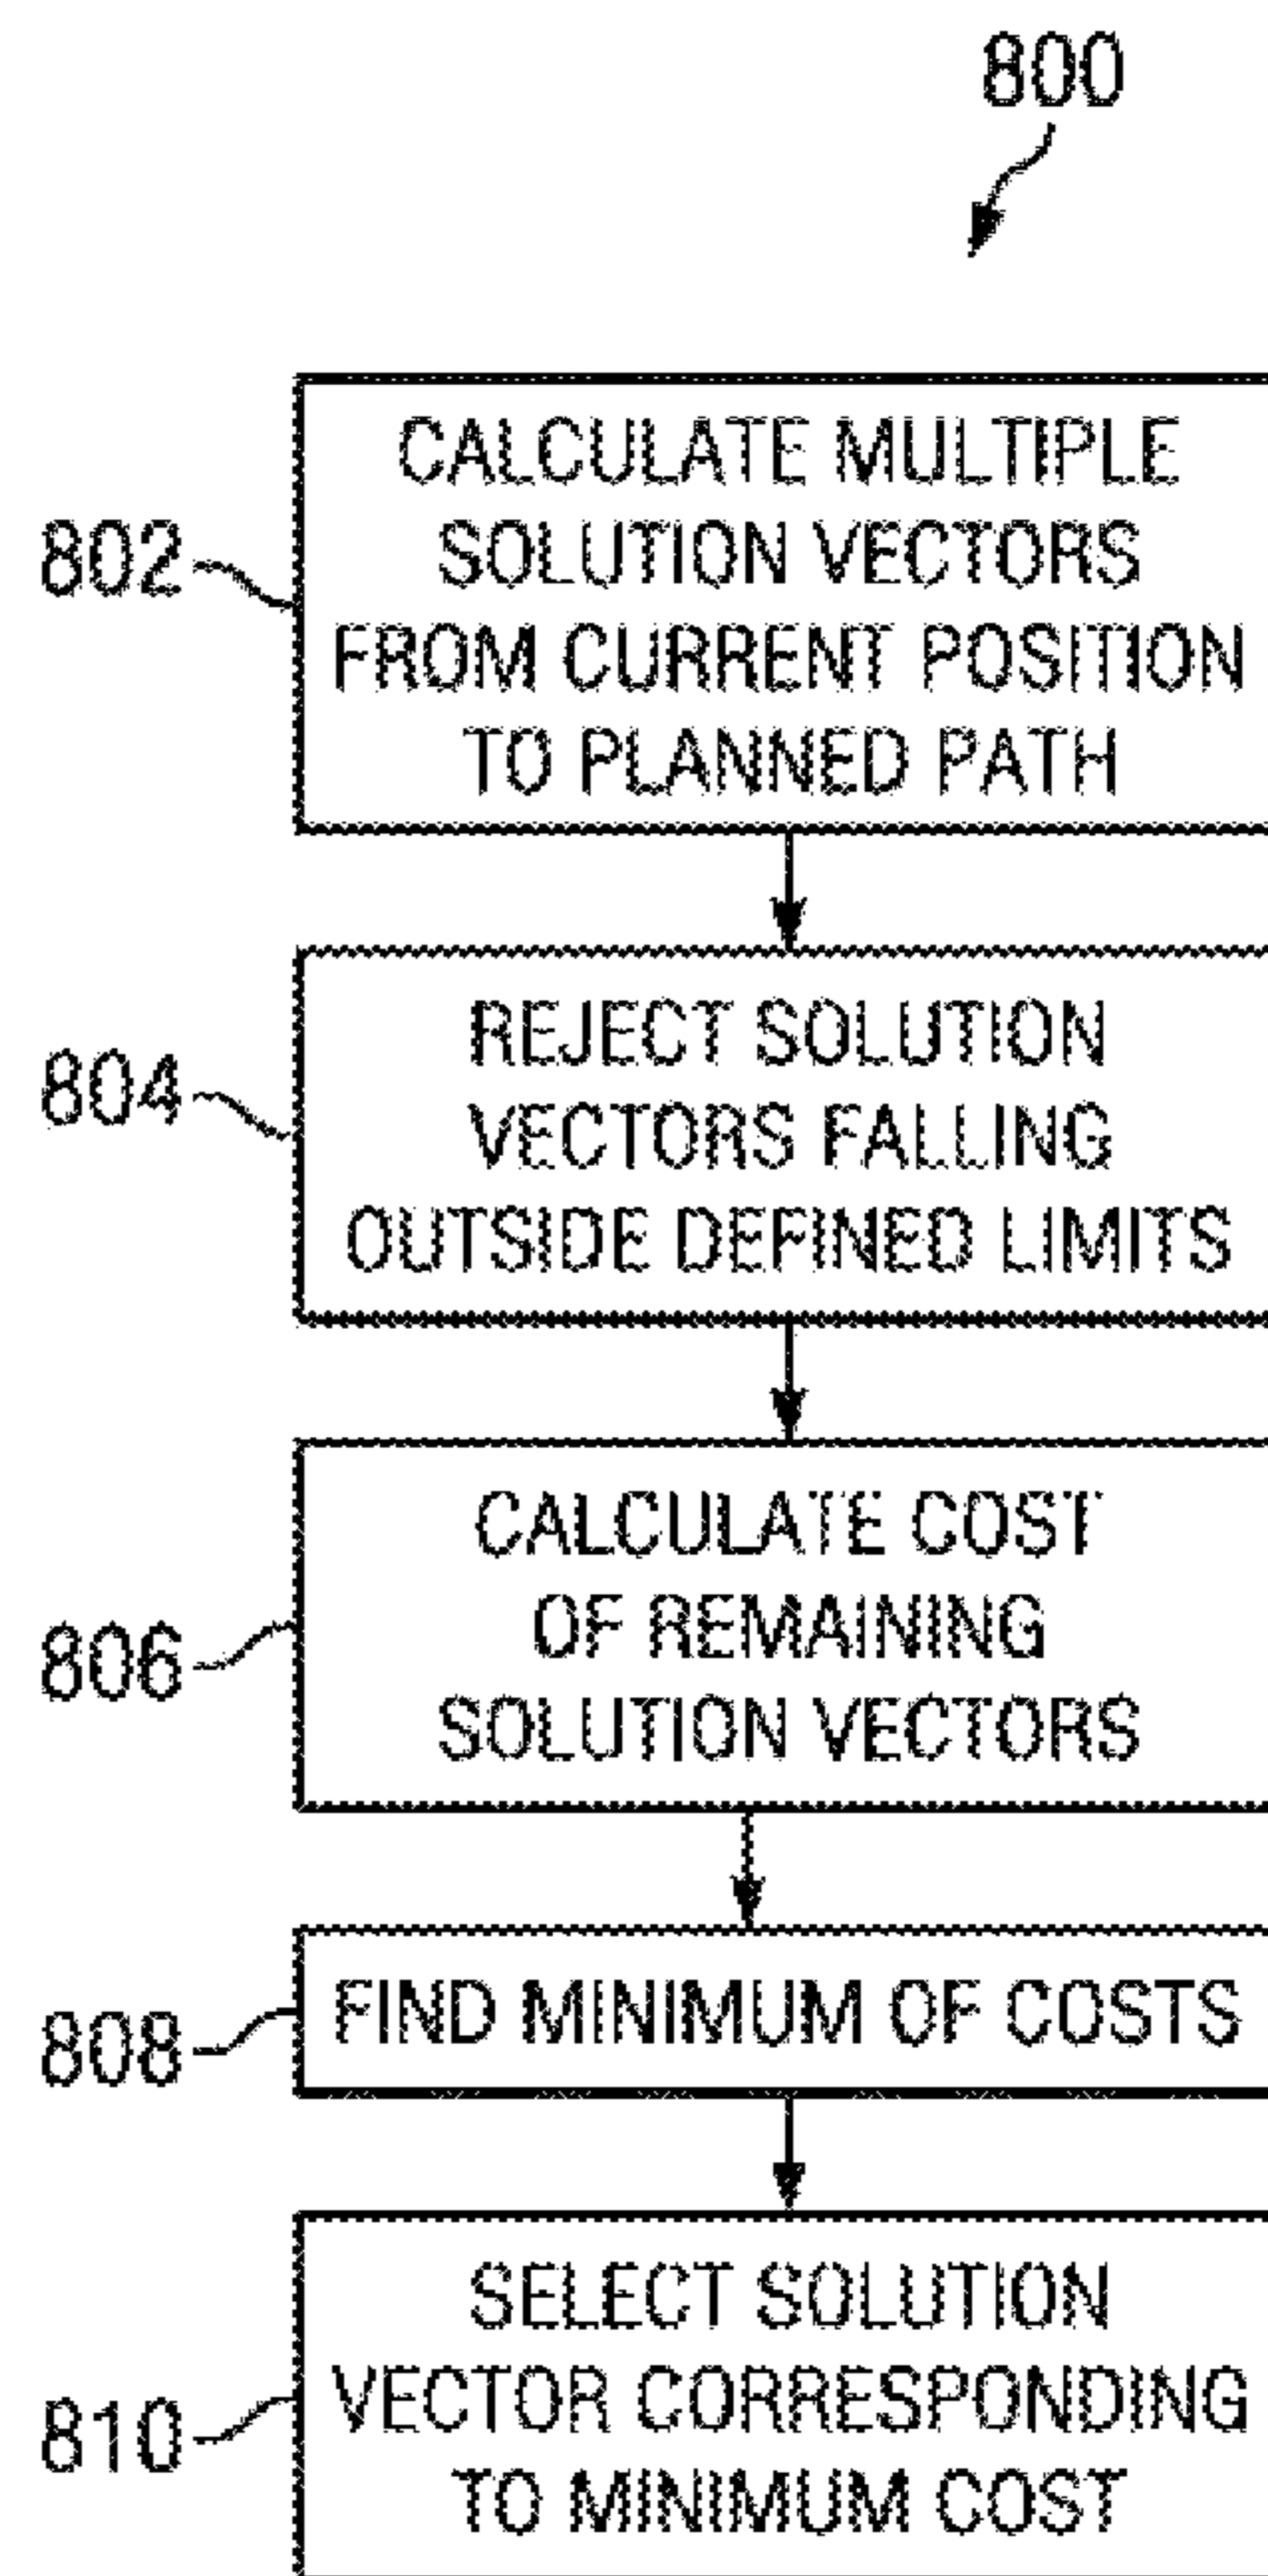 800
802
CALCULATE MULTIPLE
SOLUTION VECTORS
FROM CURRENT POSITION
TO PLANNED PATH
804
REJECT SOLUTION
VECTORS FALLING
OUTSIDE DEFINED LIMITS
806
CALCULATE COST
OF REMAINING
SOLUTION VECTORS
808
FIND MINIMUM OF COSTS
810
SELECT SOLUTION
VECTOR CORRESPONDING
TO MINIMUM COST